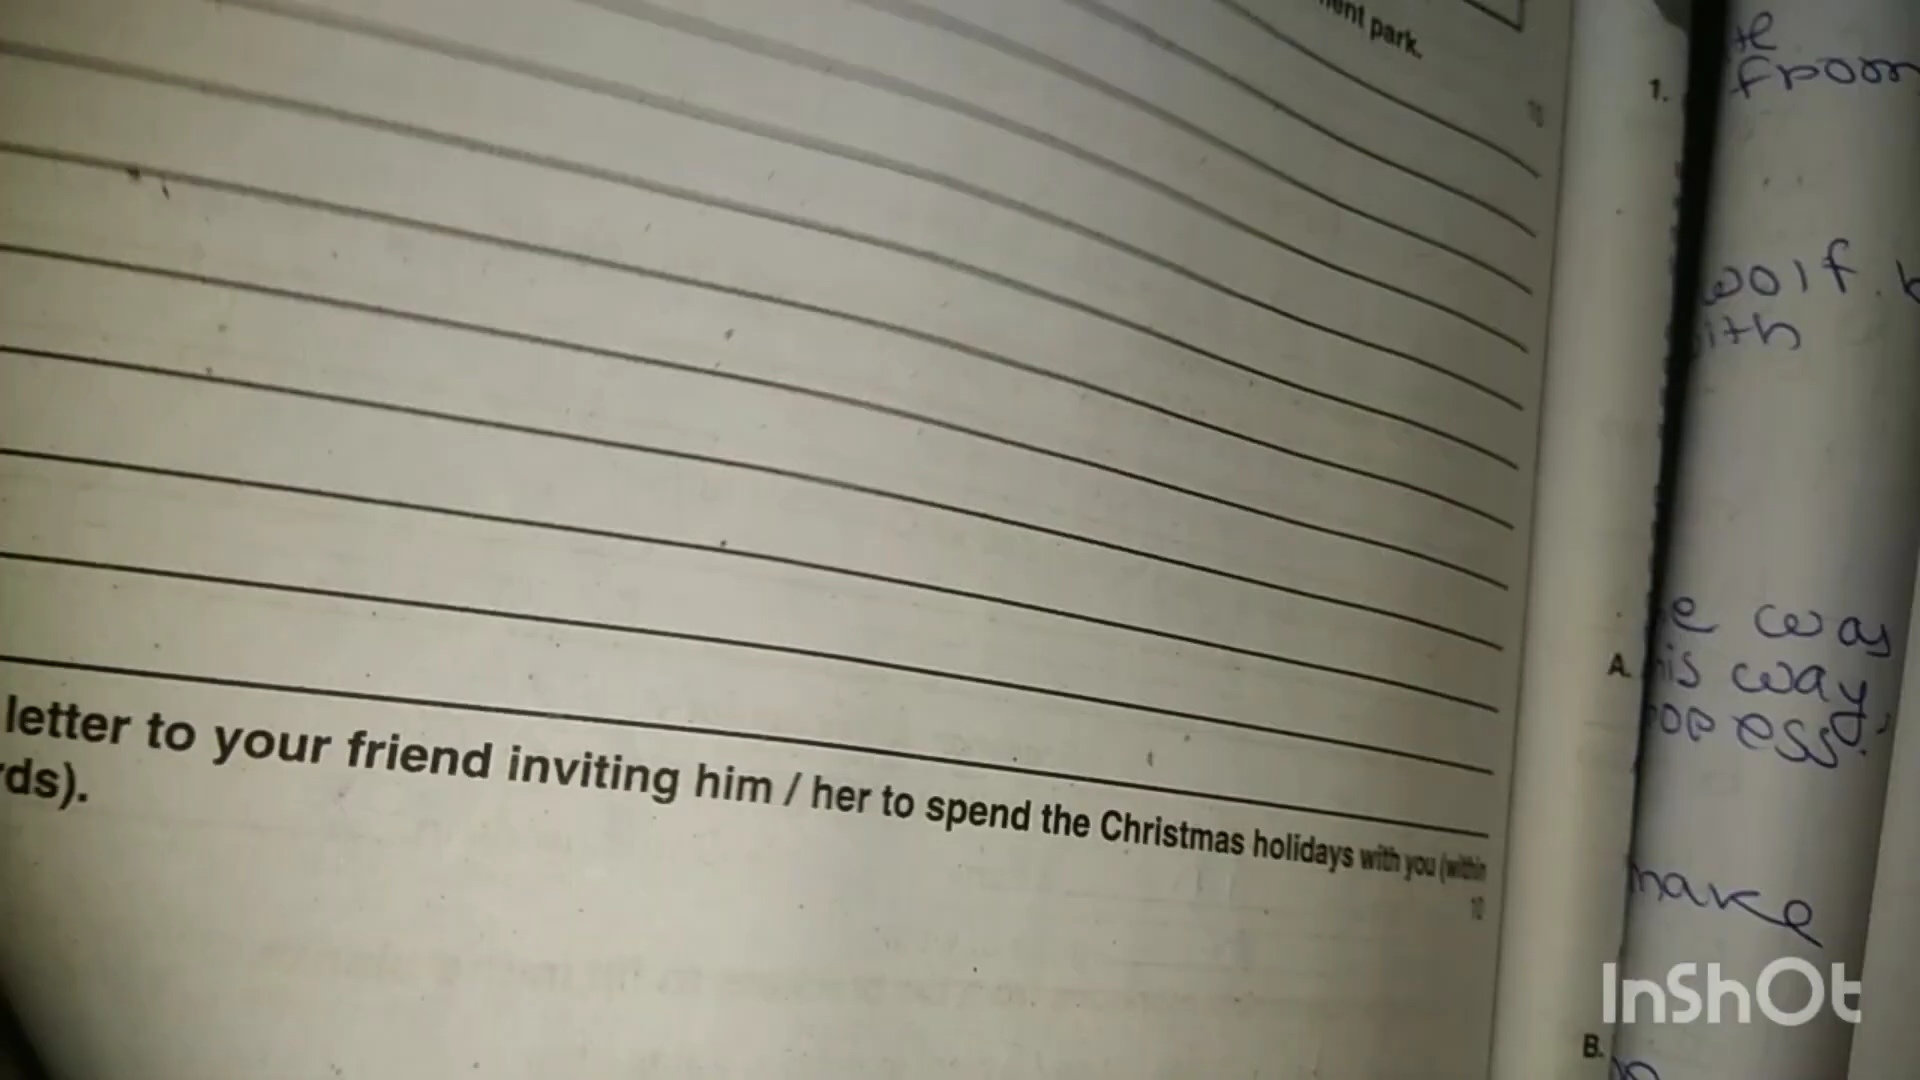 park.
1.
from
wolf.
ith
letter to your friend inviting him / her to spend the Christmas holidays with you (within
rds).
10
e way
A.
is way
make
B.
InShOt